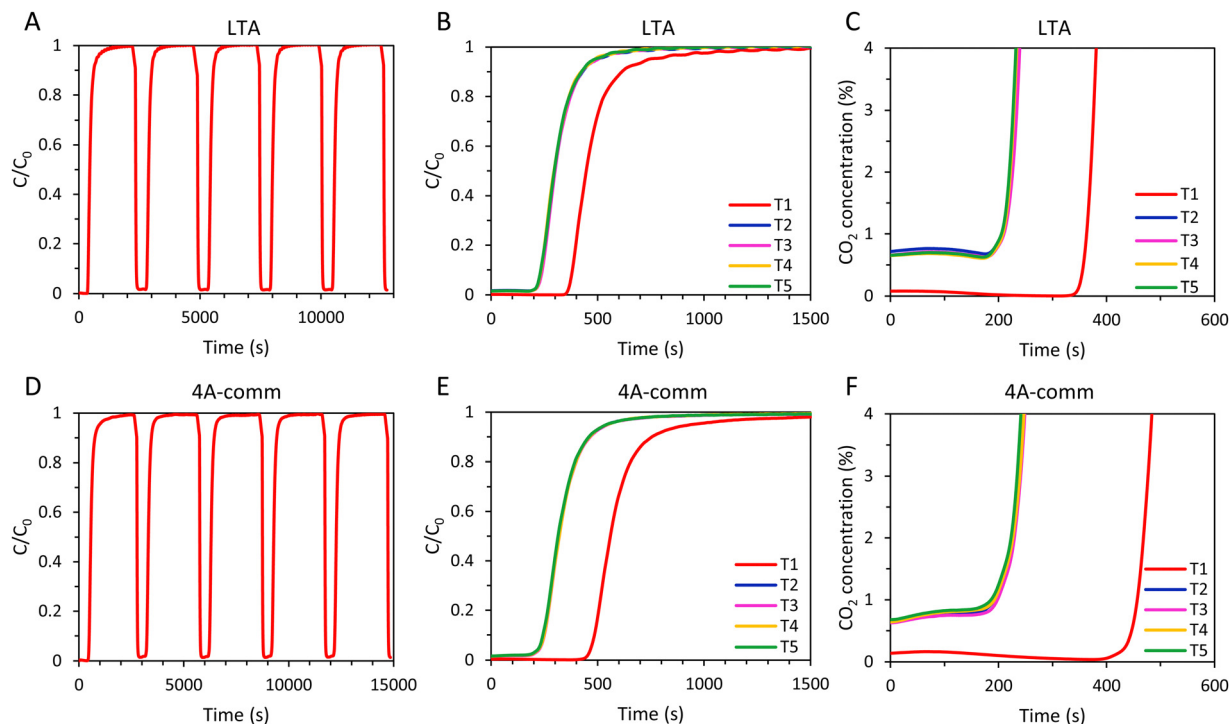 A
LTA
C/C0
1
0.8
0.6
0.4
0.2
0
0
5000
10000
Time (s)
B
LTA
C/C0
1
0.8
0.6
0.4
0.2
0
T1
T2
T3
T4
T5
0
500
1000
1500
Time (s)
C
LTA
CO2 concentration (%)
4
3
2
1
0
T1
T2
T3
T4
T5
0
200
400
600
Time (s)
D
4A-comm
C/C0
1
0.8
0.6
0.4
0.2
0
0
5000
10000
15000
Time (s)
E
4A-comm
C/C0
1
0.8
0.6
0.4
0.2
0
T1
T2
T3
T4
T5
0
500
1000
1500
Time (s)
F
4A-comm
CO2 concentration (%)
4
3
2
1
0
T1
T2
T3
T4
T5
0
200
400
600
Time (s)